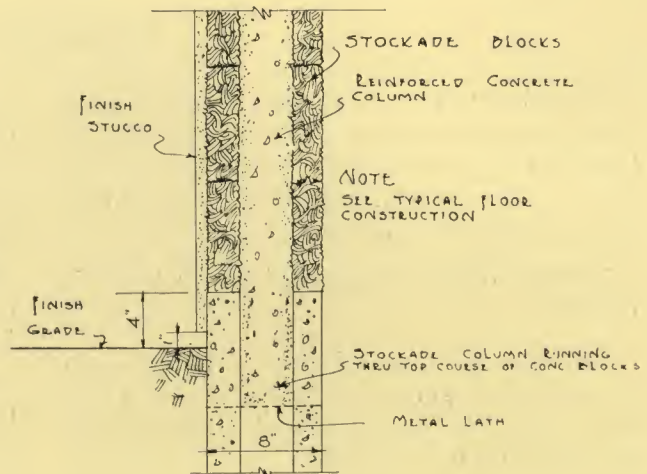 STOCKADE BLOCKS
REINFORCED CONCRETE
COLUMN
FINISH
STUCCO
NOTE
SEE TYPICAL FLOOR
CONSTRUCTION
FINISH
GRADE
4"
1"
STOCKADE COLUMN RUNNING
THRU TOP COURSE OF CONC BLOCKS
METAL LATH
8"